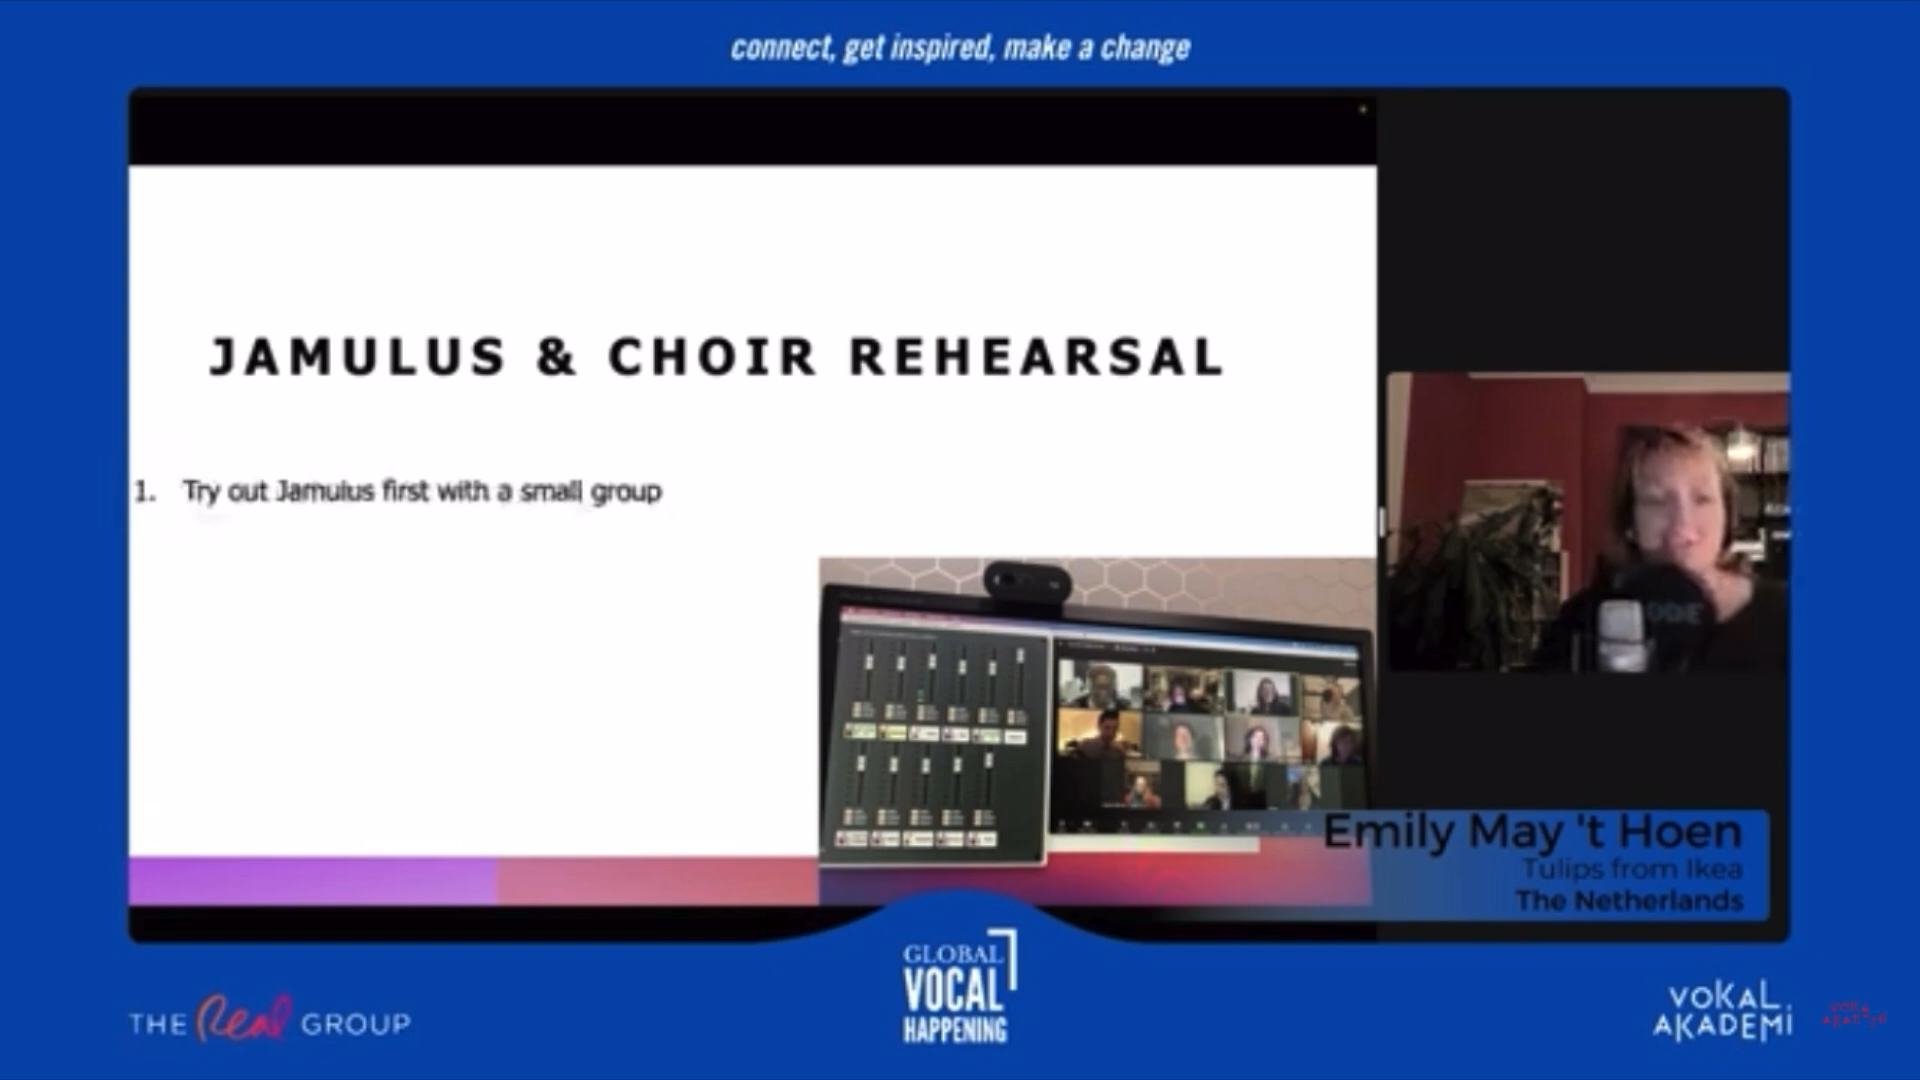 connect, get inspired, make a change
JAMULUS & CHOIR REHEARSAL
1. Try out Jamulus first with a small group
Emily May 't Hoen
Tulips from Ikea
The Netherlands
THE Real GROUP
GLOBAL
VOCAL
HAPPENING
VOKAL
AKADEMI